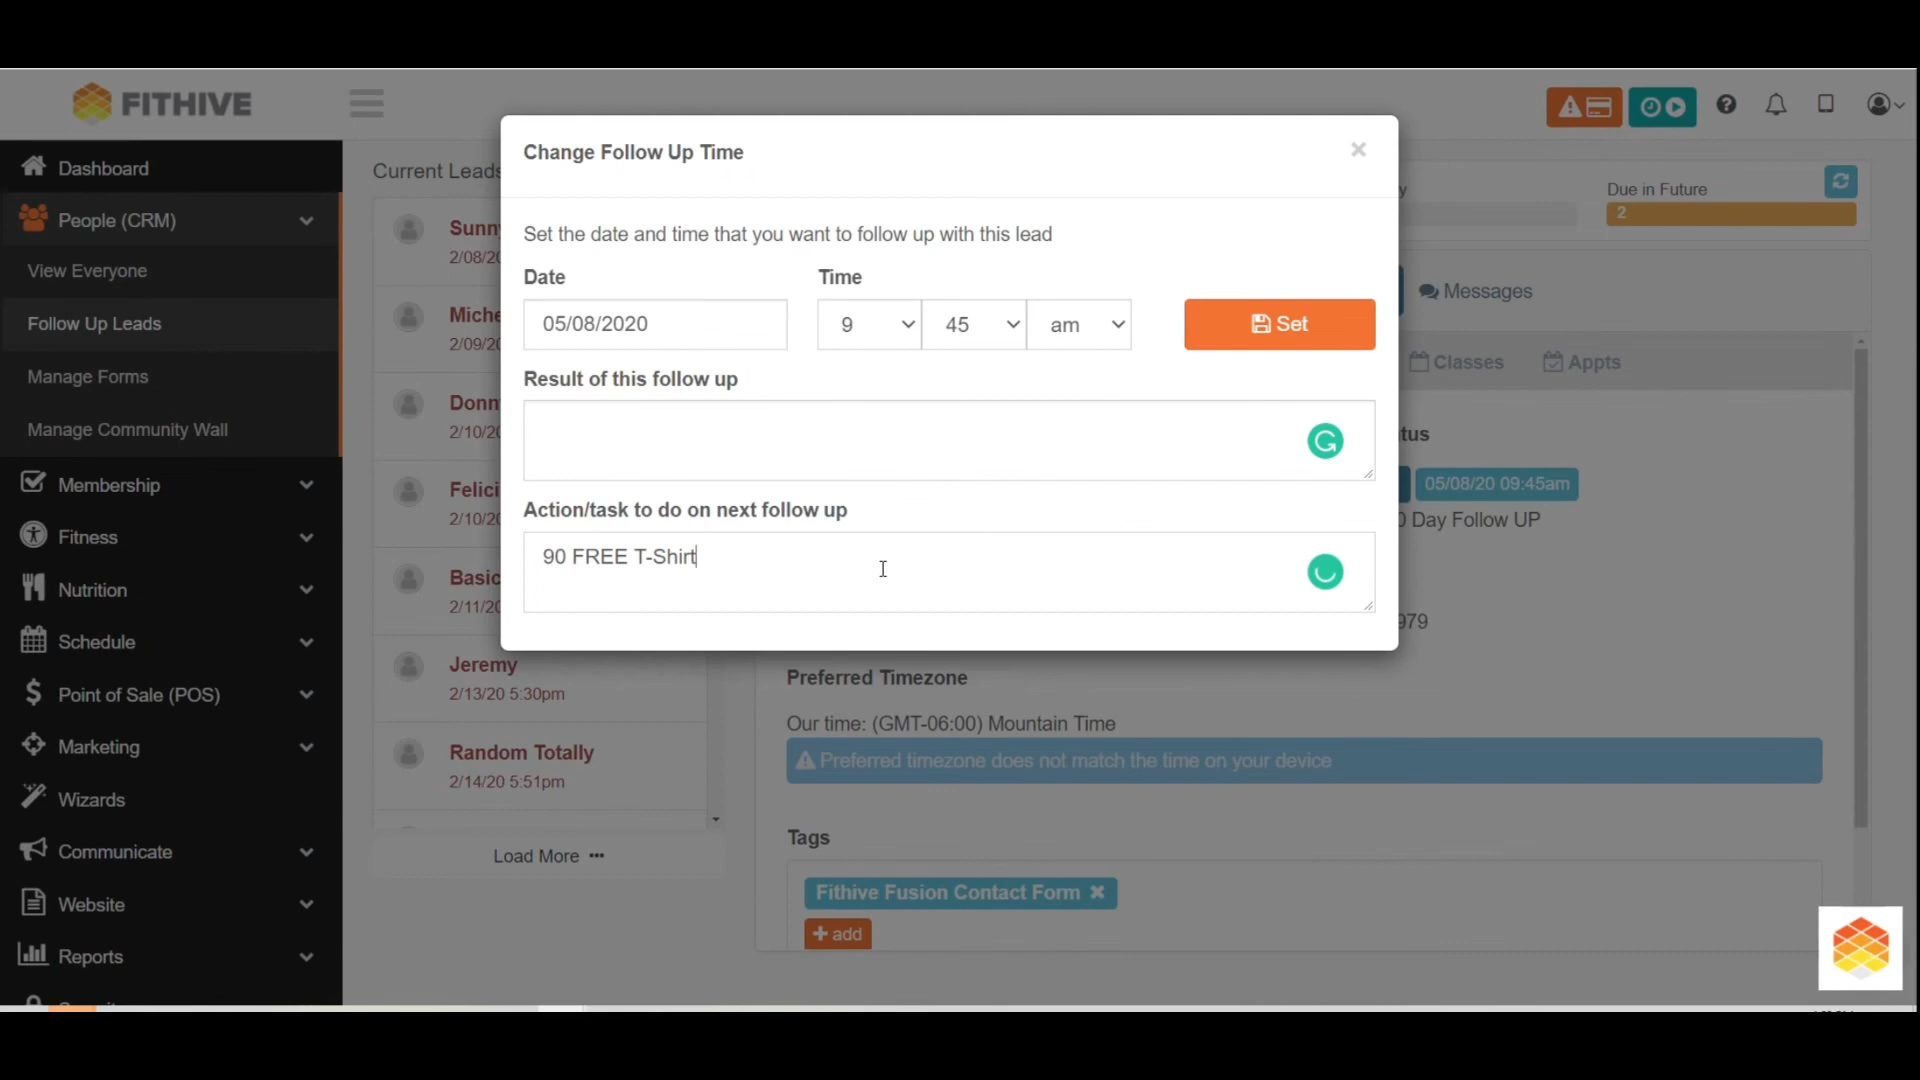 FITHIVE
Dashboard
People (CRM)
View Everyone
Follow Up Leads
Manage Forms
Manage Community Wall
Membership
Fitness
Nutrition
Schedule
Point of Sale (POS)
Marketing
Wizards
Communicate
Website
Reports
Current Leads
2/08/20
2/09/20
2/10/20
2/10/20
Basic
2/11/20
Jeremy
2/13/20 5:30pm
Random Totally
2/14/20 5:51pm
Load More •••
Change Follow Up Time
×
Set the date and time that you want to follow up with this lead
Date
Time
05/08/2020
9
45
am
Set
Result of this follow up
Action/task to do on next follow up
90 FREE T-Shirt
Due in Future
2
Messages
Classes
Appts
05/08/20 09:45am
Day Follow UP
979
Preferred Timezone
Our time: (GMT-06:00) Mountain Time
Preferred timezone does not match the time on your device
Tags
Fithive Fusion Contact Form ×
+ add